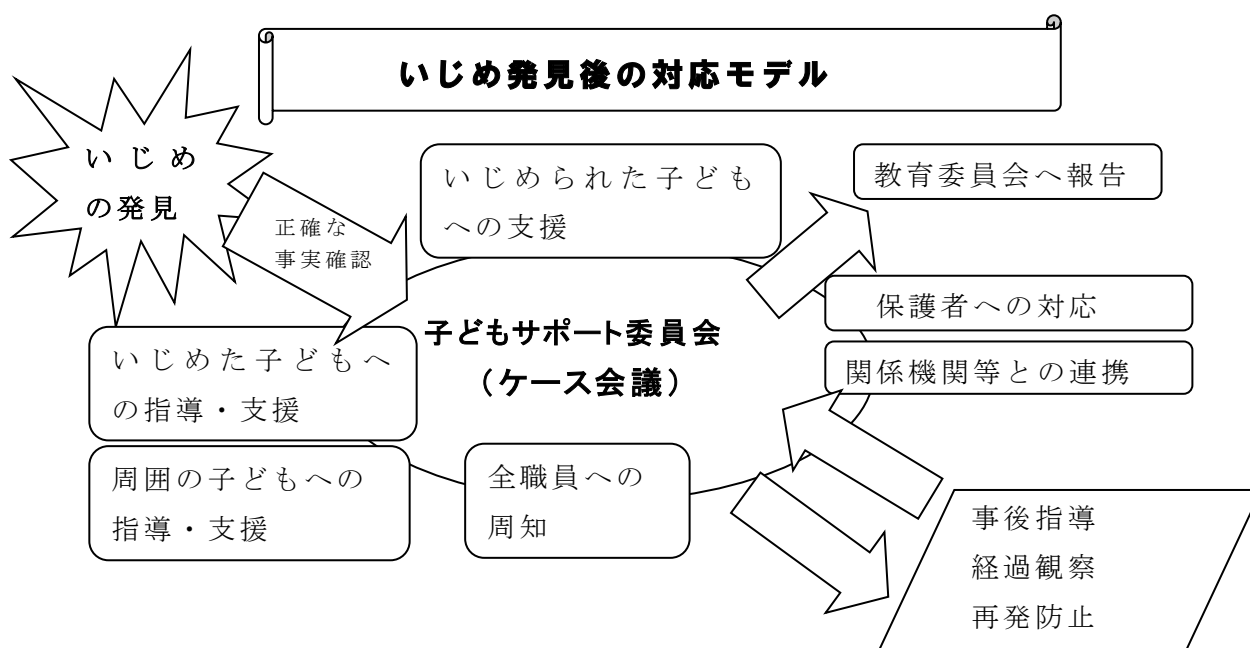 いじめ発見後の対応モデル
いじめ
の発見
正確な
事実確認
いじめられた子ども
への支援
教育委員会へ報告
保護者への対応
関係機関等との連携
子どもサポート委員会
（ケース会議）
いじめた子どもへ
の指導・支援
周囲の子どもへの
指導・支援
全職員への
周知
事後指導
経過観察
再発防止